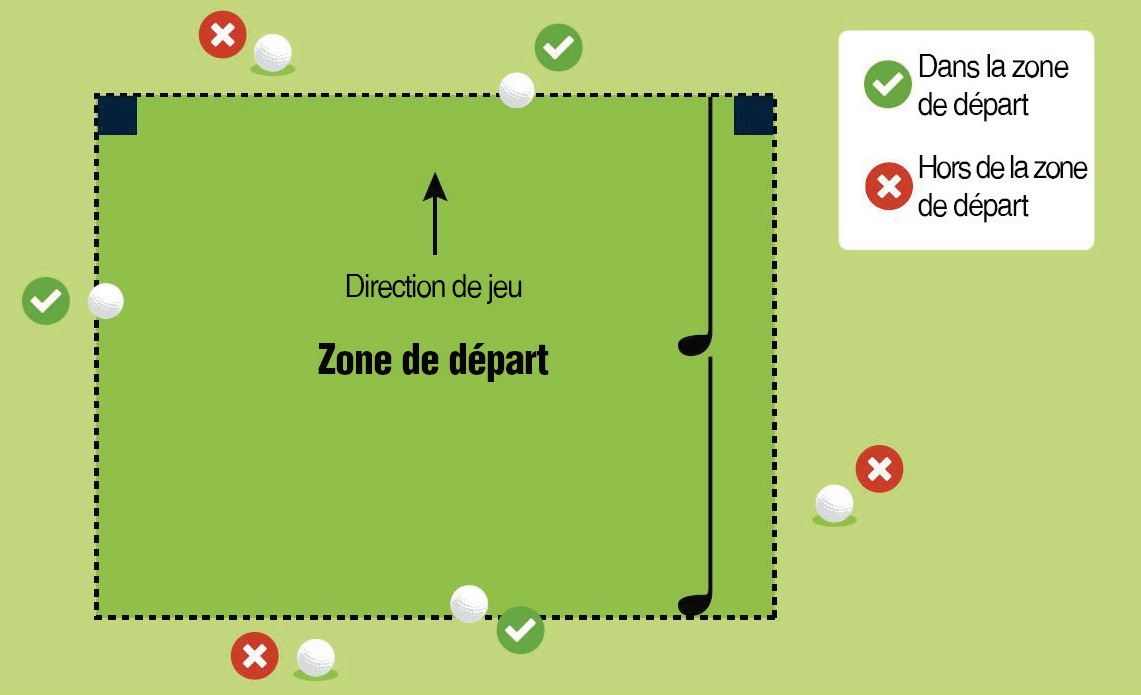 Dans la zone
de départ
Hors de la zone
de départ
Direction de jeu
Zone de départ